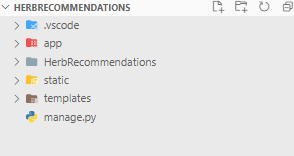 HERBRECOMMENDATIONS
.vscode
app
HerbRecommendations
static
templates
manage.py